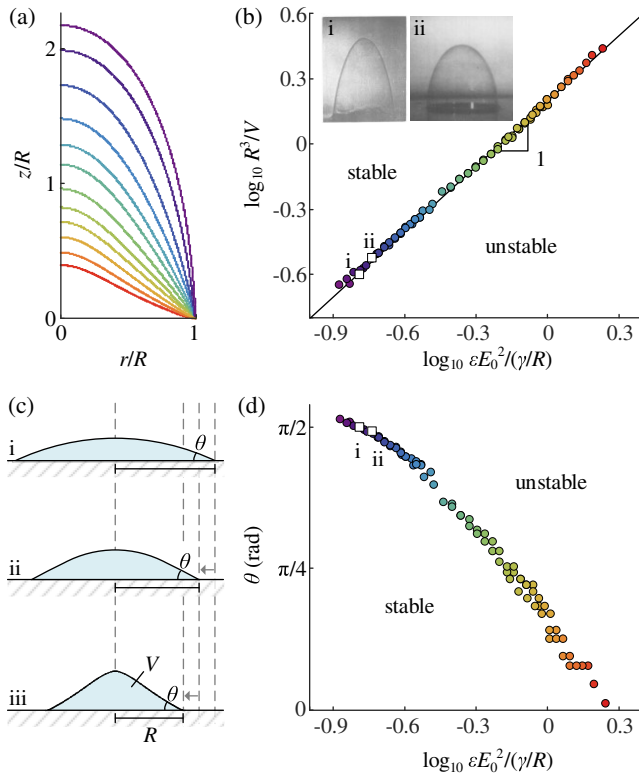 (a)
2
1
0
z/R
0
1
r/R
(b)
i
ii
0.6
0.3
0
-0.3
-0.6
log₁₀ R³/V
stable
unstable
1
i
ii
-0.9
-0.6
-0.3
0
0.3
log₁₀ εE₀²/(γ/R)
(c)
i
θ
ii
θ
iii
V
θ
R
(d)
π/2
π/4
0
θ (rad)
i
ii
unstable
stable
-0.9
-0.6
-0.3
0
0.3
log₁₀ εE₀²/(γ/R)